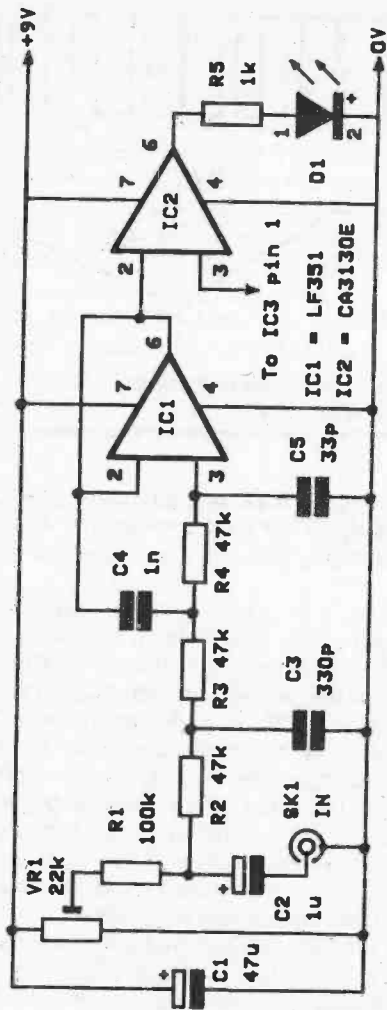 +9V
0V
VR1
22k
R1
100k
C1
47u
+
R2 47k
C2
1u
+
SK1
IN
R3 47k
C3
330p
C4
1n
R4 47k
C5
33p
IC1
2
3
7
4
6
IC2
2
3
7
4
6
To IC3 pin 1
IC1 = LF351
IC2 = CA3130E
R5
1k
1
D1
2
+